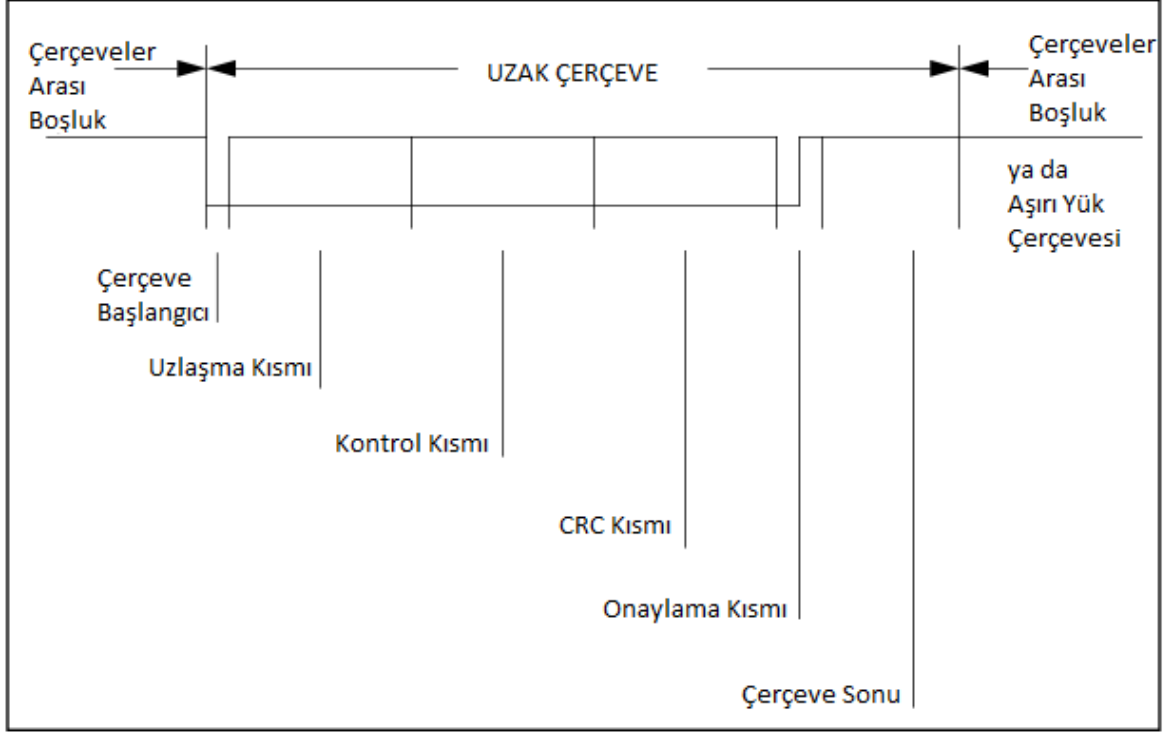 Çerçeveler
Arası
Boşluk
UZAK ÇERÇEVE
Çerçeveler
Arası
Boşluk
ya da
Aşırı Yük
Çerçevesi
Çerçeve
Başlangıcı
Uzlaşma Kısmı
Kontrol Kısmı
CRC Kısmı
Onaylama Kısmı
Çerçeve Sonu